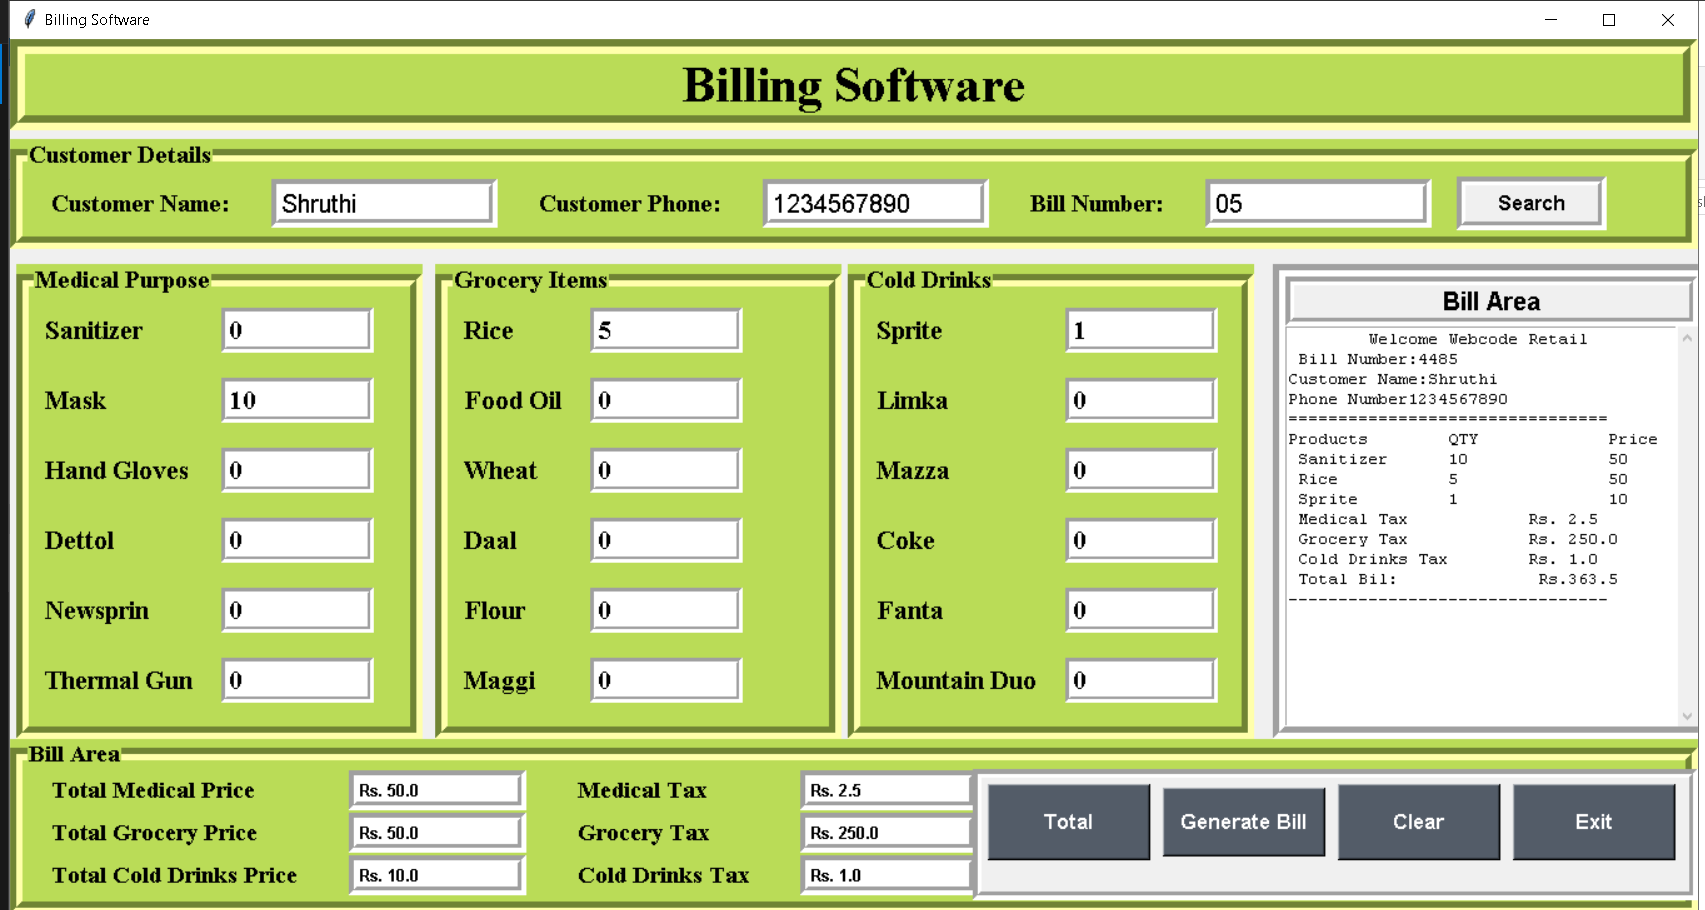 Billing Software
Billing Software
Customer Details
Customer Name: Shruthi Customer Phone: 1234567890 Bill Number: 05 Search
Medical Purpose
Sanitizer 0
Mask 10
Hand Gloves 0
Dettol 0
Newsprin 0
Thermal Gun 0
Grocery Items
Rice 5
Food Oil 0
Wheat 0
Daal 0
Flour 0
Maggi 0
Cold Drinks
Sprite 1
Limka 0
Mazza 0
Coke 0
Fanta 0
Mountain Duo 0
Bill Area
Welcome Webcode Retail
Bill Number:4485
Customer Name:Shruthi
Phone Number1234567890
================================
Products QTY Price
Sanitizer 10 50
Rice 5 50
Sprite 1 10
Medical Tax Rs. 2.5
Grocery Tax Rs. 250.0
Cold Drinks Tax Rs. 1.0
Total Bil: Rs.363.5
--------------------------------
Bill Area
Total Medical Price Rs. 50.0 Medical Tax Rs. 2.5
Total Grocery Price Rs. 50.0 Grocery Tax Rs. 250.0
Total Cold Drinks Price Rs. 10.0 Cold Drinks Tax Rs. 1.0
Total Generate Bill Clear Exit